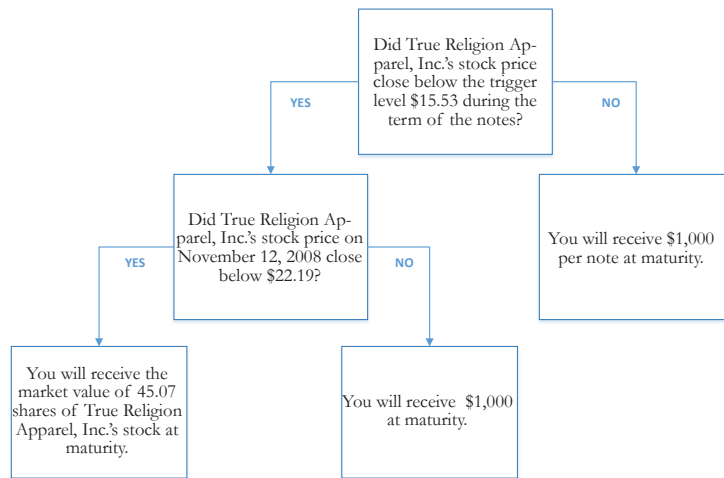 Did True Religion Ap-
parel, Inc.'s stock price
close below the trigger
level $15.53 during the
term of the notes?
YES
NO
Did True Religion Ap-
parel, Inc.'s stock price on
November 12, 2008 close
below $22.19?
You will receive $1,000
per note at maturity.
YES
NO
You will receive the
market value of 45.07
shares of True Religion
Apparel, Inc.'s stock at
maturity.
You will receive $1,000
at maturity.